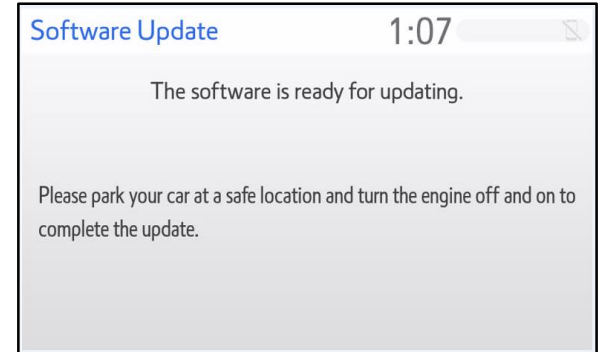 Software Update 1:07
The software is ready for updating.
Please park your car at a safe location and turn the engine off and on to
complete the update.